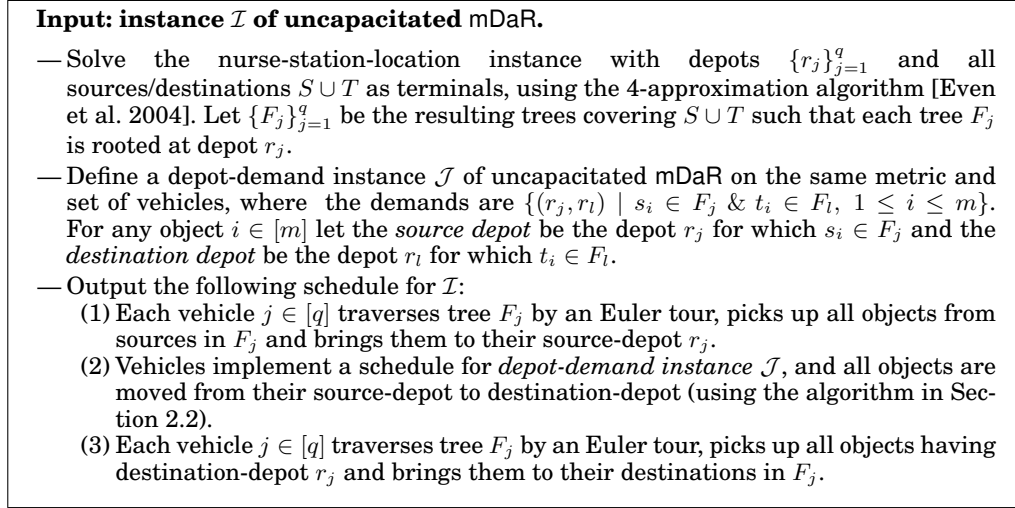 Input: instance 𝓘 of uncapacitated mDaR.
— Solve the nurse-station-location instance with depots {r_j}_{j=1}^q and all
sources/destinations S ∪ T as terminals, using the 4-approximation algorithm [Even
et al. 2004]. Let {F_j}_{j=1}^q be the resulting trees covering S ∪ T such that each tree F_j
is rooted at depot r_j.
— Define a depot-demand instance 𝓙 of uncapacitated mDaR on the same metric and
set of vehicles, where the demands are {(r_j, r_l) | s_i ∈ F_j & t_i ∈ F_l, 1 ≤ i ≤ m}.
For any object i ∈ [m] let the source depot be the depot r_j for which s_i ∈ F_j and the
destination depot be the depot r_l for which t_i ∈ F_l.
— Output the following schedule for 𝓘:
(1) Each vehicle j ∈ [q] traverses tree F_j by an Euler tour, picks up all objects from
sources in F_j and brings them to their source-depot r_j.
(2) Vehicles implement a schedule for depot-demand instance 𝓙, and all objects are
moved from their source-depot to destination-depot (using the algorithm in Sec-
tion 2.2).
(3) Each vehicle j ∈ [q] traverses tree F_j by an Euler tour, picks up all objects having
destination-depot r_j and brings them to their destinations in F_j.